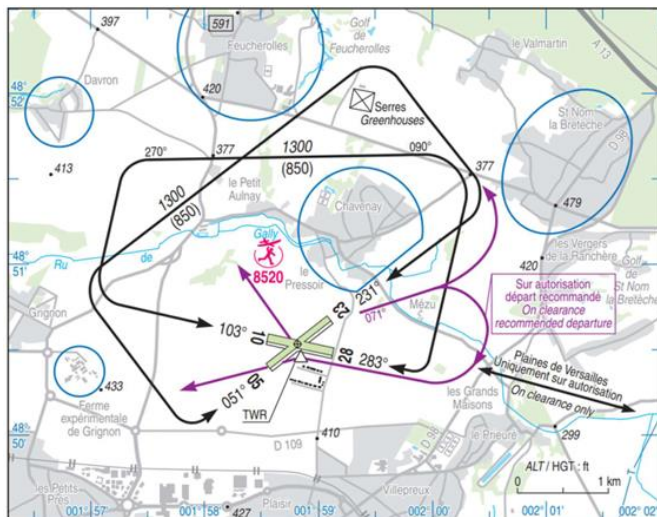 397
591
Feucherolles
Golf
de
Feucherolles
le Valmartin
A 13
48°
52'
Davron
420
Serres
Greenhouses
St Nom
la Bretèche
D 98
413
270°
377
1300
(850)
090°
377
le Petit
Aulnay
1300
(850)
Chavenay
479
Gally
8520
les Vergers
de la Ranchère
420
48°
51'
Ru
de
le
Pressoir
231°
071°
Mézu
Golf
de
St Nom
la Bretèche
Grignon
103°
10
23
28
283°
Sur autorisation
départ recommandé
On clearance
recommended departure
Plaines de Versailles
Uniquement sur autorisation
On clearance only
433
051°
05
TWR
les Grands
Maisons
Ferme
expérimentale
de Grignon
D 109
410
D 98
le Prieuré
299
48°
50'
les Petits
Prés
Plaisir
Villepreux
ALT / HGT : ft
0
1 km
001° 57'
001° 58'
427
001° 59'
002° 00'
002° 01'
002° 02'